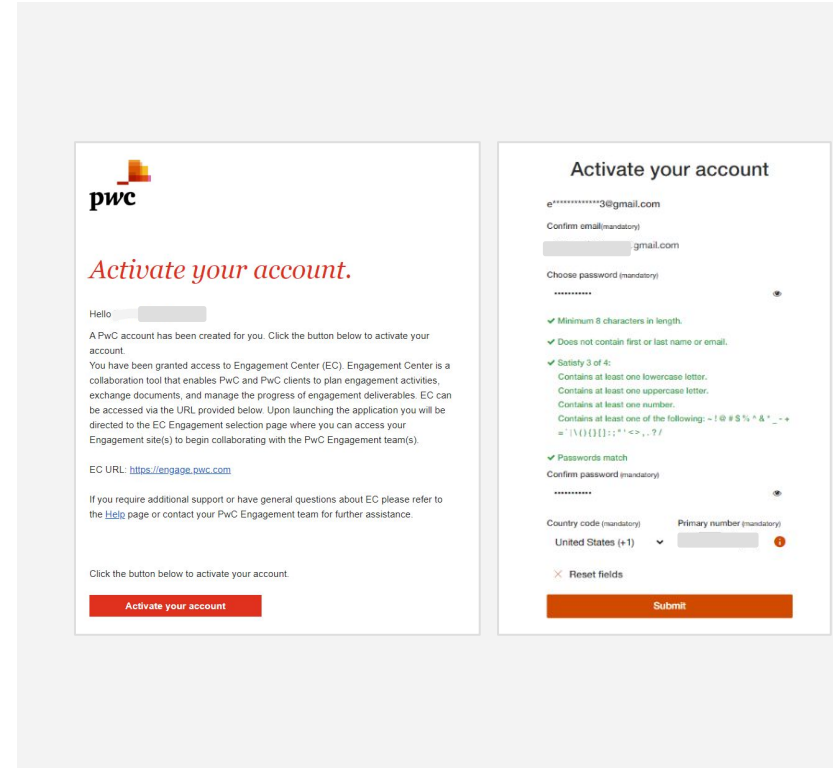 pwc
Activate your account.
Hello
A PwC account has been created for you. Click the button below to activate your
account.
You have been granted access to Engagement Center (EC). Engagement Center is a
collaboration tool that enables PwC and PwC clients to plan engagement activities,
exchange documents, and manage the progress of engagement deliverables. EC can
be accessed via the URL provided below. Upon launching the application you will be
directed to the EC Engagement selection page where you can access your
Engagement site(s) to begin collaborating with the PwC Engagement team(s).
EC URL: https://engage.pwc.com
If you require additional support or have general questions about EC please refer to
the Help page or contact your PwC Engagement team for further assistance.
Click the button below to activate your account.
Activate your account
Activate your account
e*************3@gmail.com
Confirm email(mandatory)
.gmail.com
Choose password (mandatory)
•••••••••••
Minimum 8 characters in length.
Does not contain first or last name or email.
Satisfy 3 of 4:
Contains at least one lowercase letter.
Contains at least one uppercase letter.
Contains at least one number.
Contains at least one of the following: ~ ! @ # $ % ^ & * _ - +
= ` | \ ( ) { } [ ] : ; " ' < > , . ? /
Passwords match
Confirm password (mandatory)
•••••••••••
Country code (mandatory) Primary number (mandatory)
United States (+1)
Reset fields
Submit